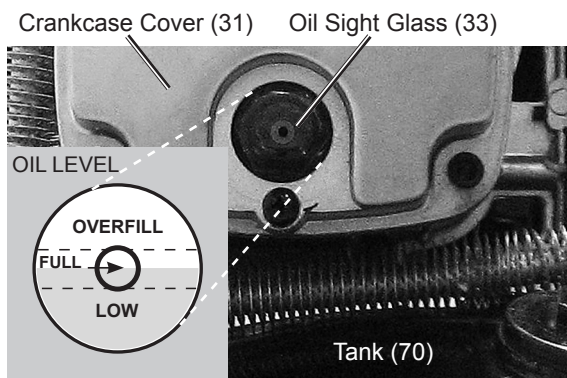 Crankcase Cover (31) Oil Sight Glass (33)
OIL LEVEL
OVERFILL
FULL
LOW
Tank (70)